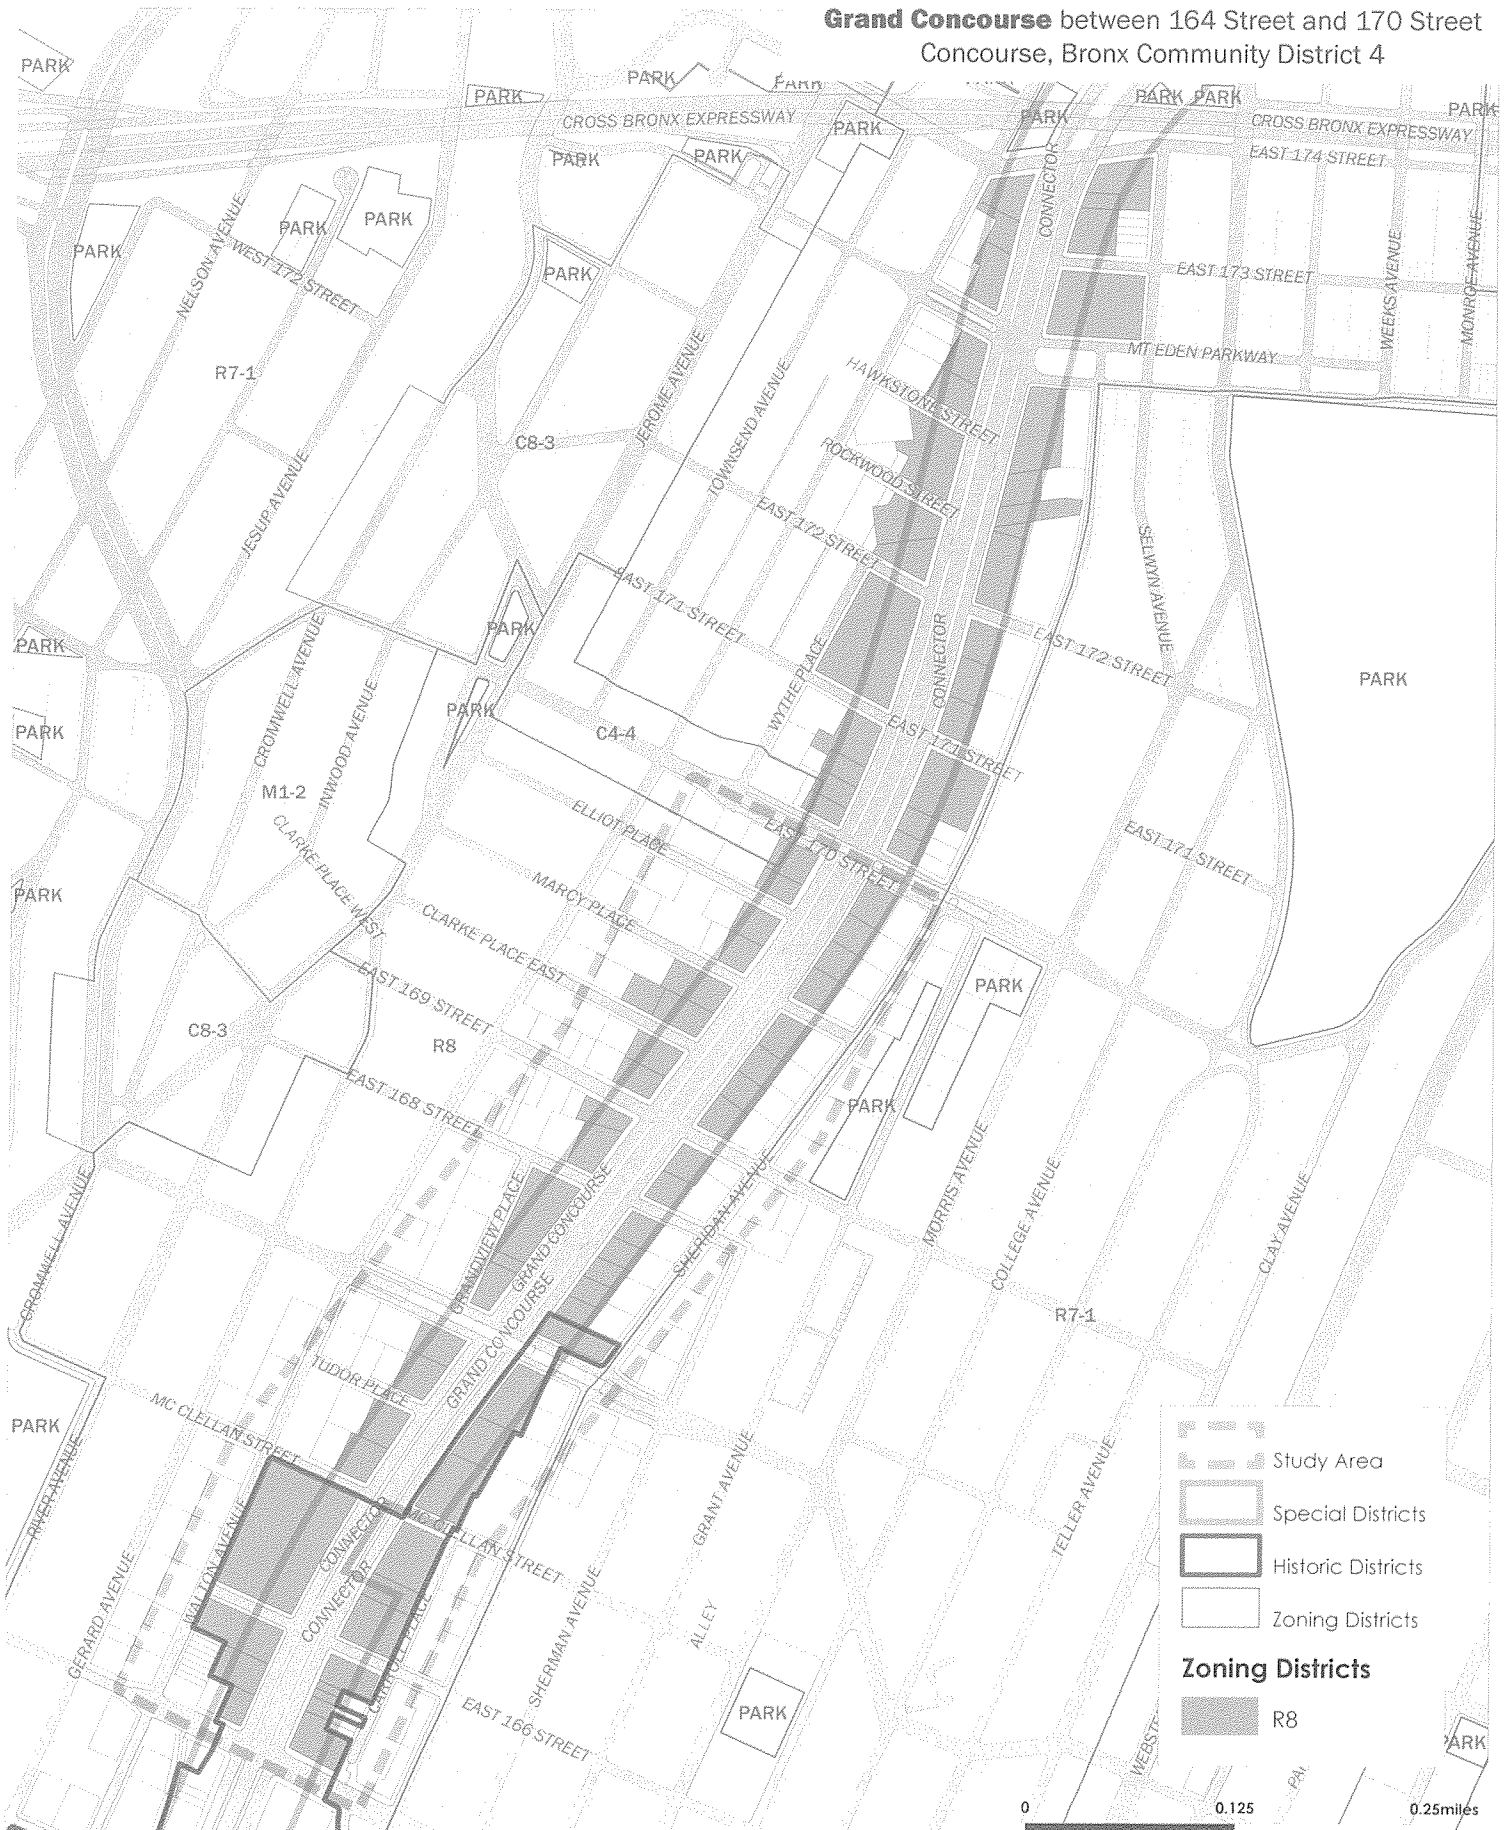 Grand Concourse between 164 Street and 170 Street
Concourse, Bronx Community District 4
PARK
PARK
PARK
PARK
PARK
PARK
PARK
PARK
PARK
PARK
CROSS BRONX EXPRESSWAY
CROSS BRONX EXPRESSWAY
PARK
PARK
EAST 174 STREET
CONNECTOR
PARK
PARK
PARK
NELSON AVENUE
WEST 172 STREET
PARK
EAST 173 STREET
WEEKS AVENUE
MONROE AVENUE
MT EDEN PARKWAY
R7-1
JEROME AVENUE
HAWKSTONE STREET
TOWNSEND AVENUE
C8-3
ROCKWOOD STREET
JESUP AVENUE
EAST 172 STREET
SELWYN AVENUE
EAST 171 STREET
PARK
PARK
CROMWELL AVENUE
CONNECTOR
EAST 172 STREET
PARK
WYTHE PLACE
INWOOD AVENUE
PARK
PARK
C4-4
EAST 171 STREET
M1-2
ELLIOT PLACE
CLARKE PLACE WEST
EAST 170 STREET
EAST 171 STREET
PARK
MARCY PLACE
CLARKE PLACE EAST
EAST 169 STREET
PARK
C8-3
R8
EAST 168 STREET
PARK
MORRIS AVENUE
COLLEGE AVENUE
CLAY AVENUE
CROMWELL AVENUE
GRANDVIEW PLACE
GRAND CONCOURSE
SHERIDAN AVENUE
GRAND CONCOURSE
R7-1
TUDOR PLACE
MC CLELLAN STREET
PARK
RIVER AVENUE
GRANT AVENUE
TELLER AVENUE
Study Area
Special Districts
Historic Districts
Zoning Districts
Zoning Districts
R8
WALTON AVENUE
CONNECTOR
MC CLELLAN STREET
CONNECTOR
GERARD AVENUE
CARROLL PLACE
SHERMAN AVENUE
ALLEY
EAST 166 STREET
PARK
WEBSTE
PARK
PAR
0
0.125
0.25miles